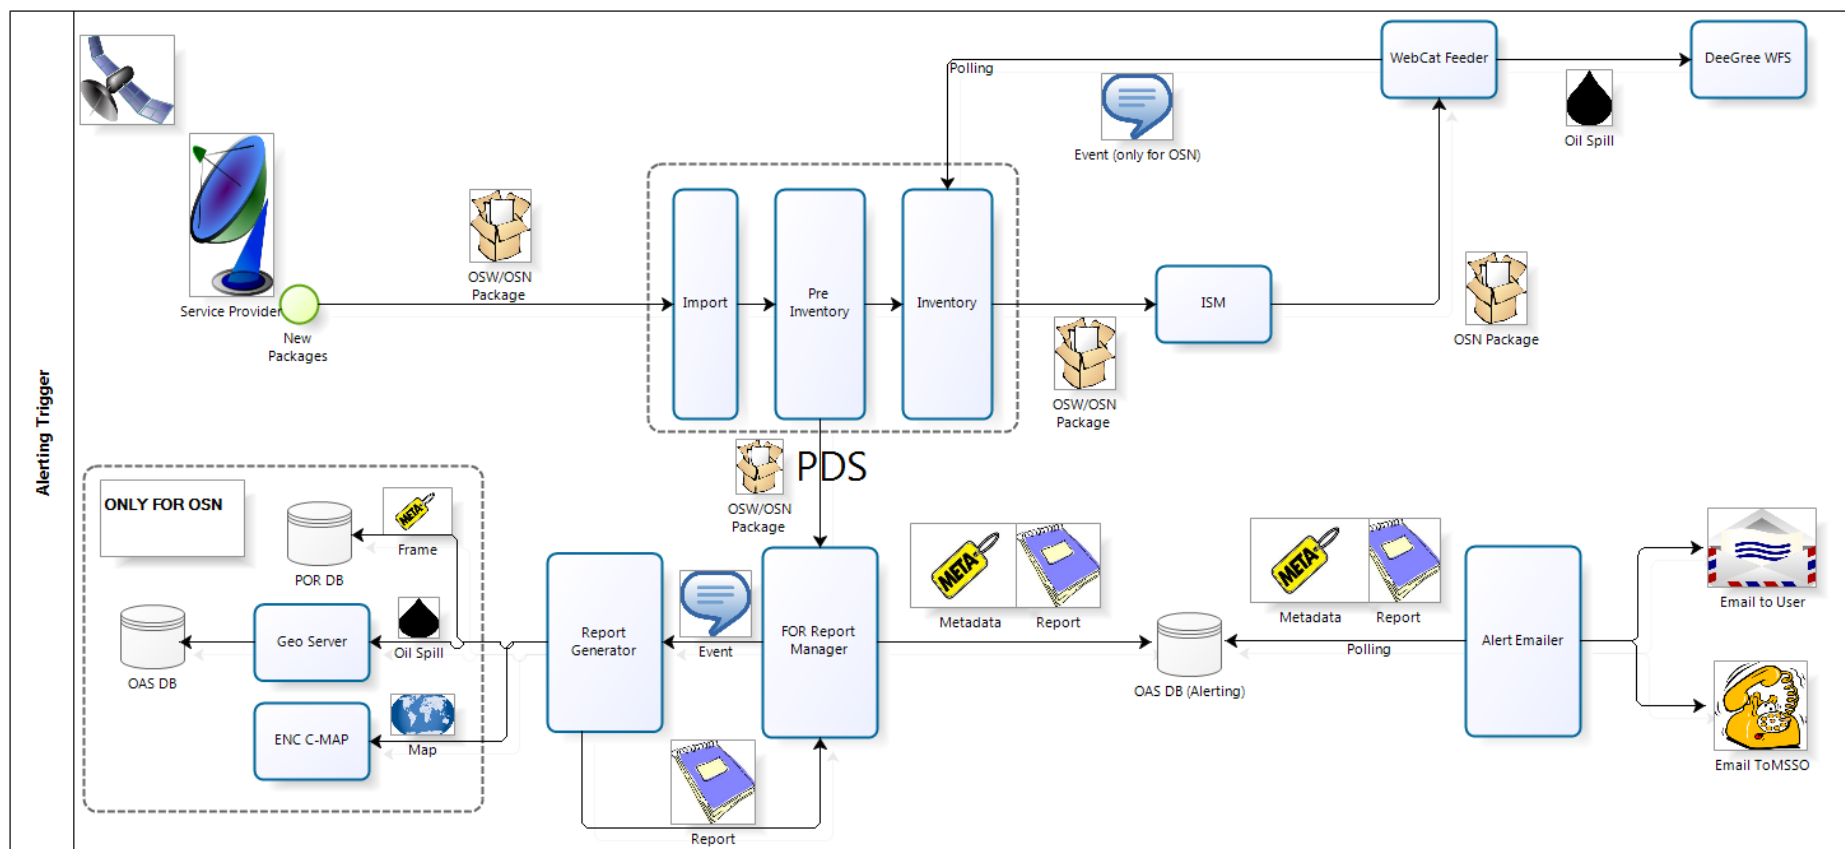 Alerting Trigger
WebCat Feeder
DeeGree WFS
Polling
Event (only for OSN)
Oil Spill
OSW/OSN
Package
Service Provider
New
Packages
Import
Pre
Inventory
Inventory
ISM
OSN Package
OSW/OSN
Package
PDS
OSW/OSN
Package
ONLY FOR OSN
META
Frame
POR DB
OAS DB
Geo Server
Oil Spill
ENC C-MAP
Map
Report
Generator
Event
FOR Report
Manager
Report
META
Metadata
Report
OAS DB (Alerting)
META
Metadata
Report
Polling
Alert Emailer
Email to User
Email ToMSSO